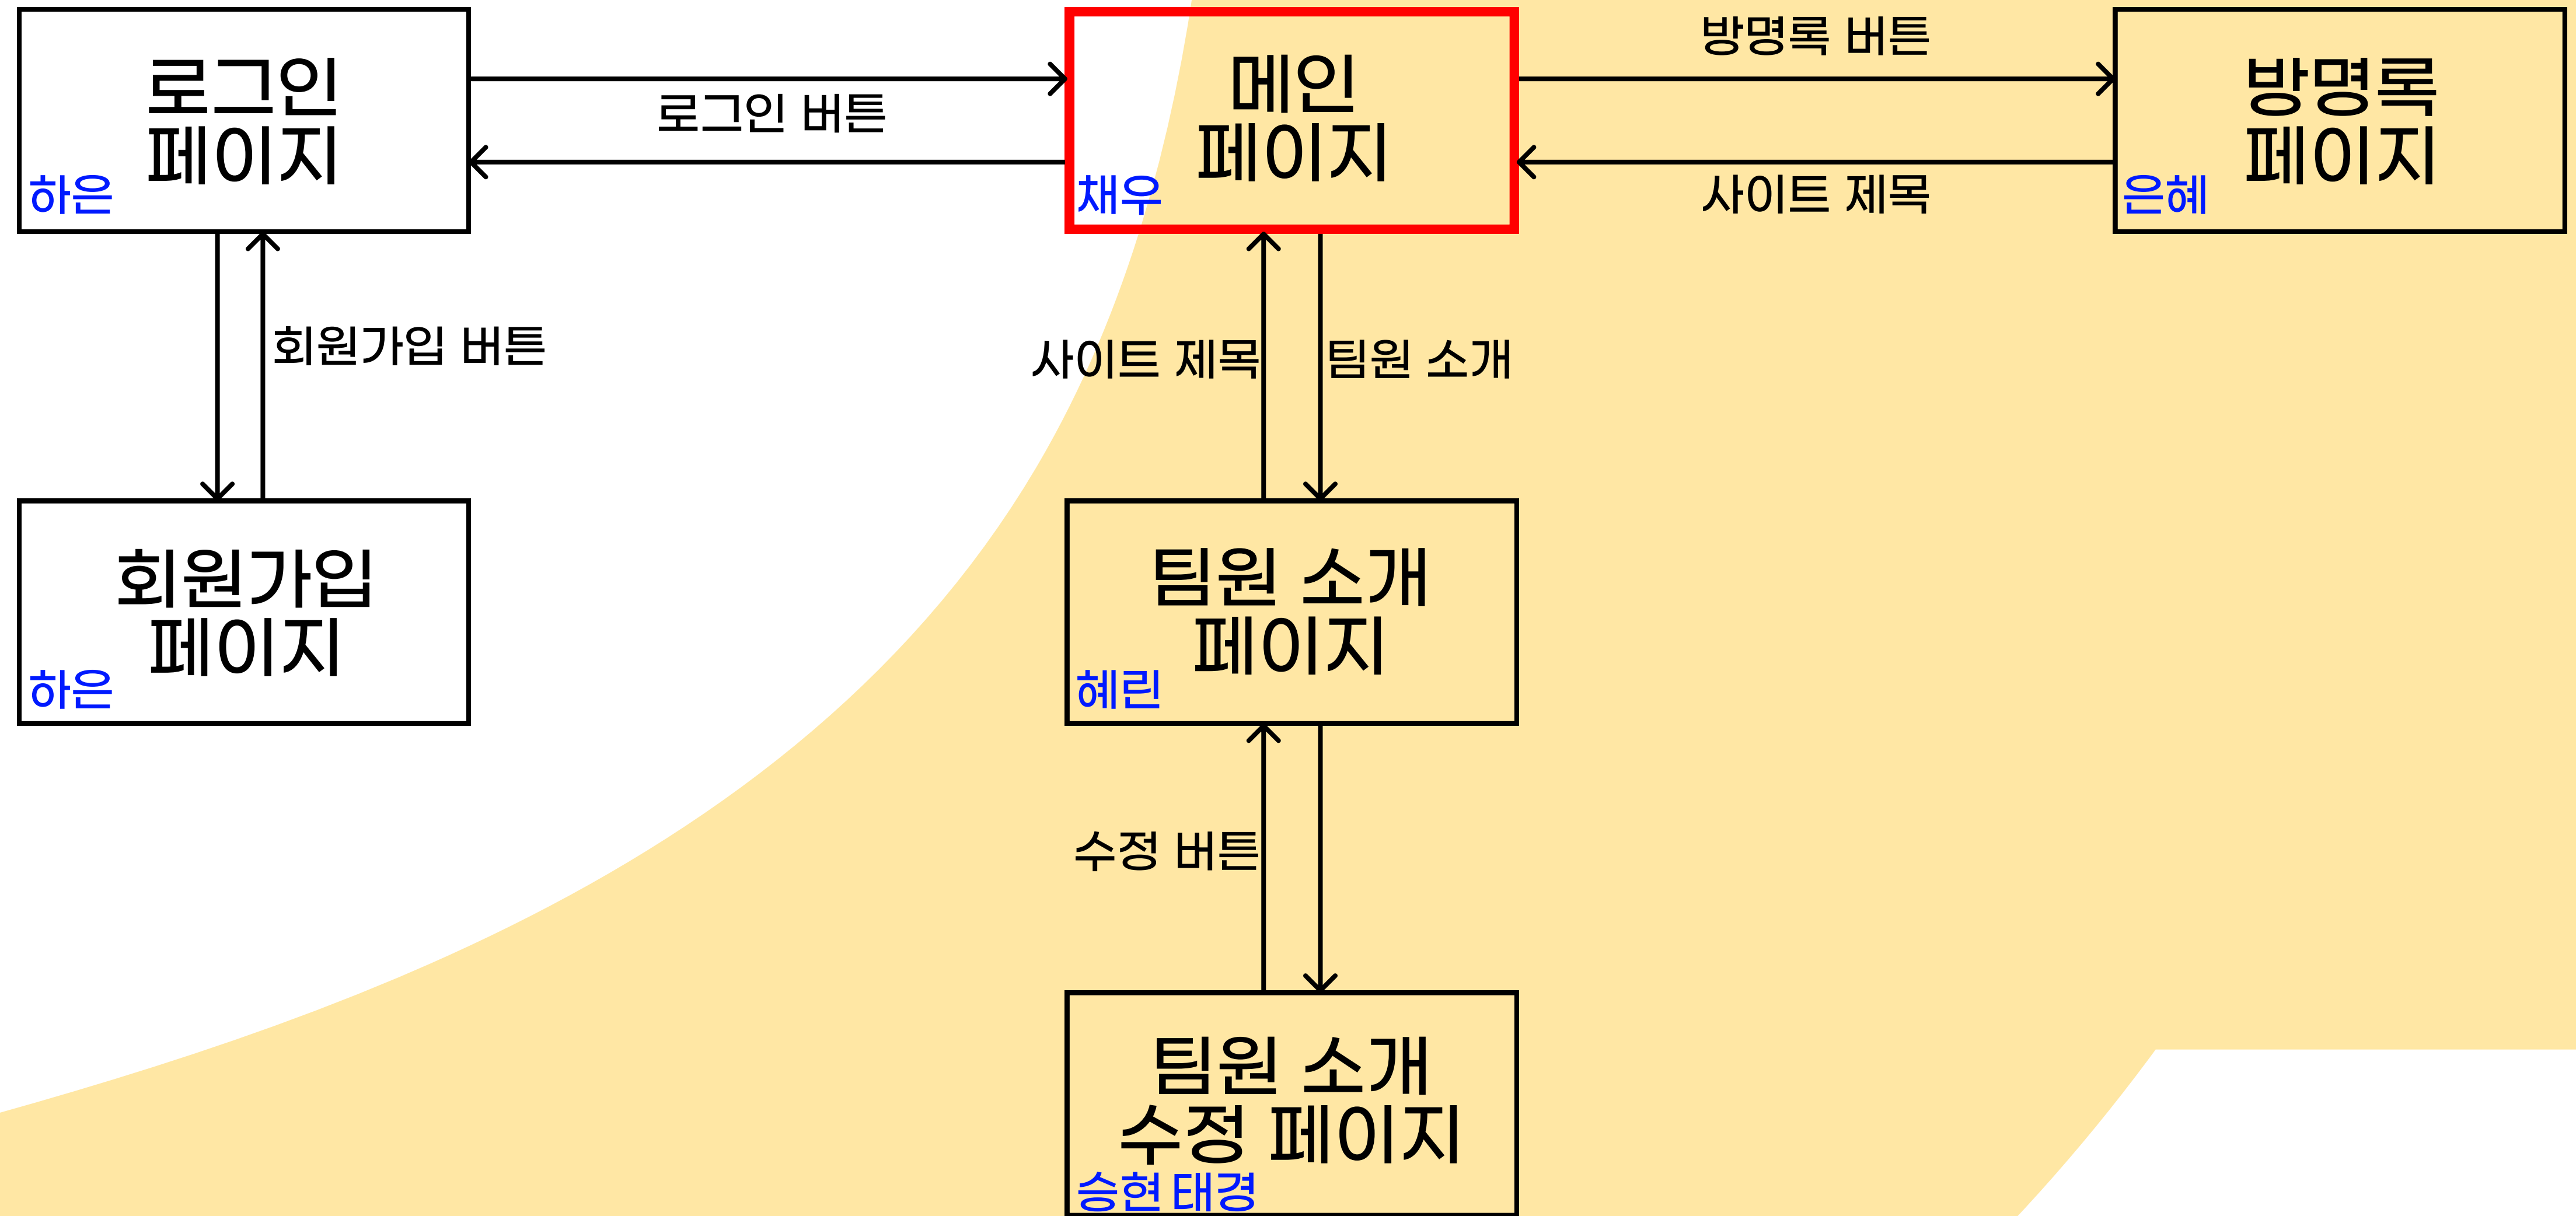 로그인
페이지
하은
로그인 버튼
메인
페이지
채우
방명록 버튼
사이트 제목
방명록
페이지
은혜
회원가입 버튼
사이트 제목
팀원 소개
회원가입
페이지
하은
팀원 소개
페이지
혜린
수정 버튼
팀원 소개
수정 페이지
승현 태경